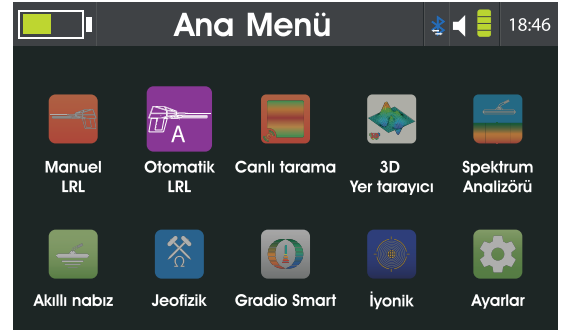 Ana Menü
18:46
A
Manuel
LRL
Otomatik
LRL
Canlı tarama
3D
Yer tarayıcı
Spektrum
Analizörü
Akıllı nabız
Ω
Jeofizik
Gradio Smart
İyonik
Ayarlar